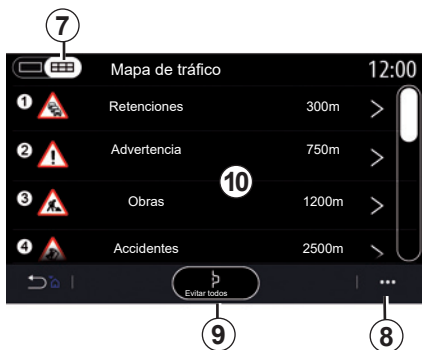 7
Mapa de tráfico 12:00
1 Retenciones 300m
2 Advertencia 750m
10
3 Obras 1200m
4 Accidentes 2500m
Evitar todos
9 8